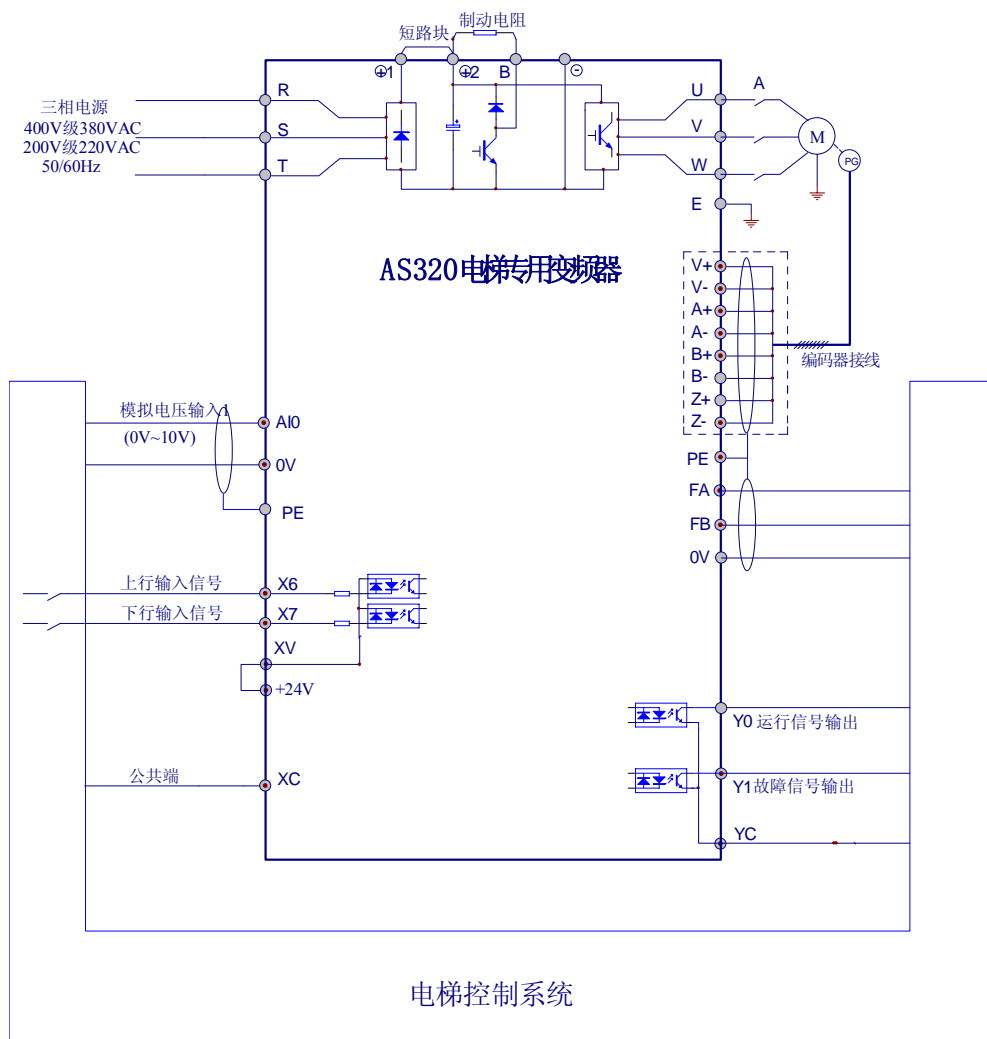 制动电阻
短路块
⊕1
⊕2
B
⊖
三相电源
400V级380VAC
200V级220VAC
50/60Hz
R
S
T
U
V
W
A
M
PG
E
AS320电梯专用变频器
V+
V-
A+
A-
B+
B-
Z+
Z-
编码器接线
PE
FA
FB
0V
模拟电压输入1
(0V~10V)
AI0
0V
PE
上行输入信号
X6
下行输入信号
X7
XV
+24V
公共端
XC
Y0 运行信号输出
Y1故障信号输出
YC
电梯控制系统